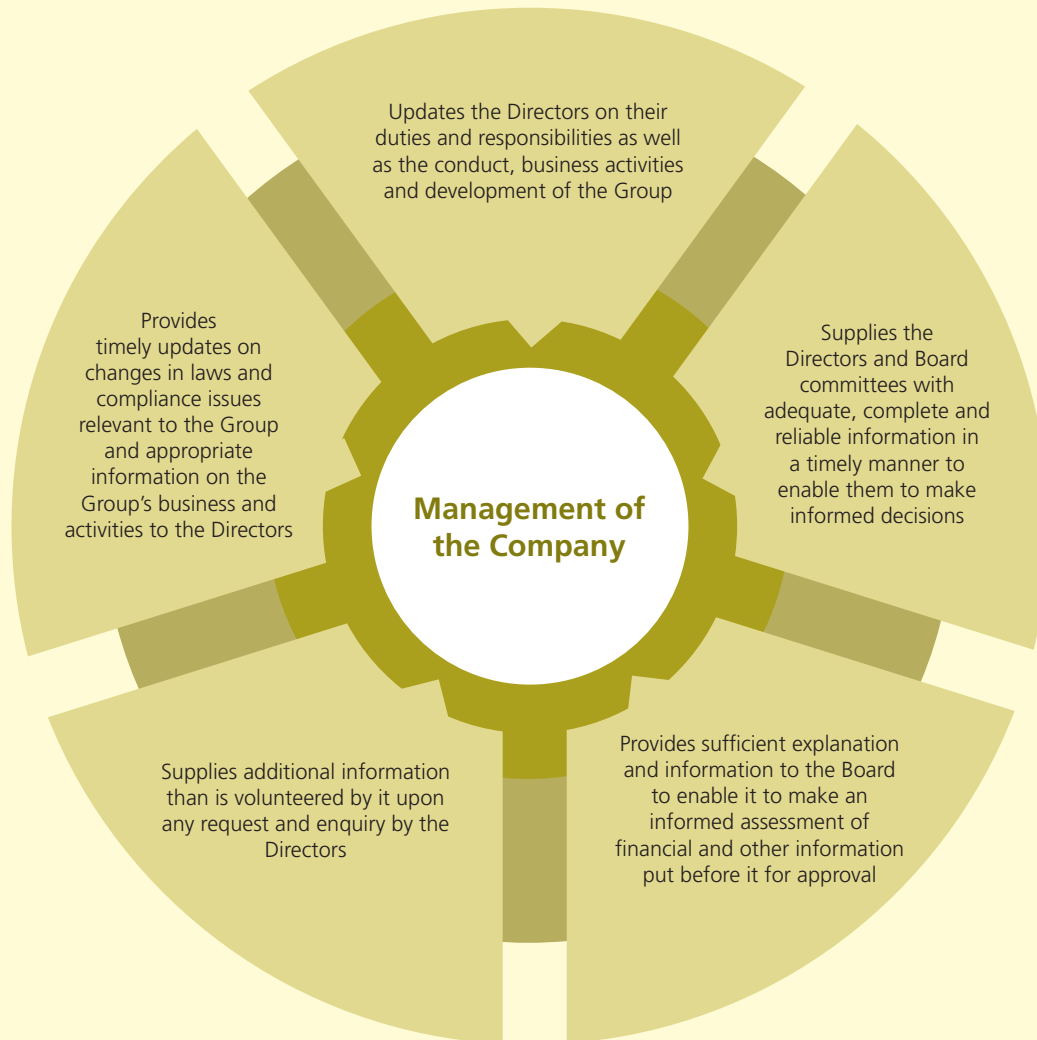 Updates the Directors on their
duties and responsibilities as well
as the conduct, business activities
and development of the Group
Supplies the
Directors and Board
committees with
adequate, complete and
reliable information in
a timely manner to
enable them to make
informed decisions
Provides sufficient explanation
and information to the Board
to enable it to make an
informed assessment of
financial and other information
put before it for approval
Supplies additional information
than is volunteered by it upon
any request and enquiry by the
Directors
Provides
timely updates on
changes in laws and
compliance issues
relevant to the Group
and appropriate
information on the
Group’s business and
activities to the Directors
Management of
the Company